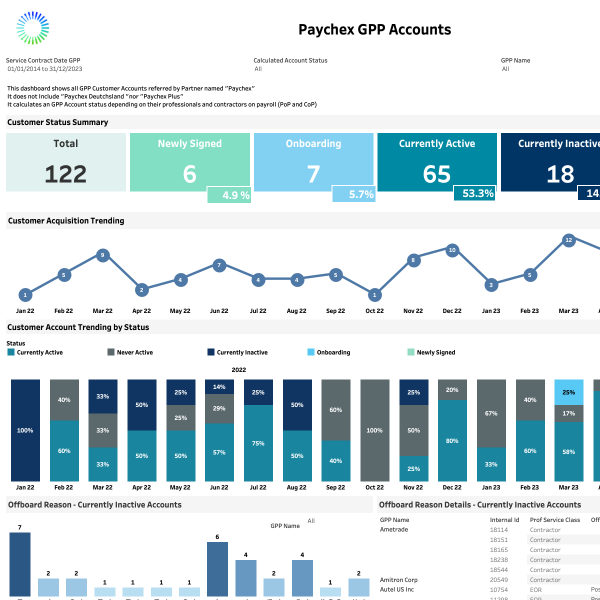 Paychex GPP Accounts
Service Contract Date GPP
01/01/2014 to 31/12/2023
Calculated Account Status
All
GPP Name
All
This dashboard shows all GPP Customer Accounts referred by Partner named "Paychex"
It does not include"Paychex Deutchsland "nor "Paychex Plus"
It calculates an GPP Account status depending on their professionals and contractors on payroll (PoP and CoP)
Customer Status Summary
Total
122
Newly Signed
6
4.9 %
Onboarding
7
5.7%
Currently Active
65
53.3%
Currently Inactive
18
14
Customer Acquisition Trending
1 5 9 2 4 7 4 4 5 1 8 10 3 5 12
Jan 22 Feb 22 Mar 22 Apr 22 May 22 Jun 22 Jul 22 Aug 22 Sep 22 Oct 22 Nov 22 Dec 22 Jan 23 Feb 23 Mar 23
Customer Account Trending by Status
Status
Currently Active Never Active Currently Inactive Onboarding Newly Signed
2022
100%
40%
60%
33%
33%
33%
50%
50%
25%
25%
50%
14%
29%
57%
25%
75%
50%
50%
60%
40%
100%
25%
50%
25%
20%
80%
67%
33%
40%
60%
25%
17%
58%
Jan 22 Feb 22 Mar 22 Apr 22 May 22 Jun 22 Jul 22 Aug 22 Sep 22 Oct 22 Nov 22 Dec 22 Jan 23 Feb 23 Mar 23
Offboard Reason - Currently Inactive Accounts
GPP Name
All
7 2 2 1 1 1 1 6 4 2 4 1 2
Offboard Reason Details - Currently Inactive Accounts
GPP Name Internal Id Prof Service Class
Ametrade 18114 Contractor
18151 Contractor
18165 Contractor
18238 Contractor
18544 Contractor
Amitron Corp 20549 Contractor
Autel US Inc 10754 EOR